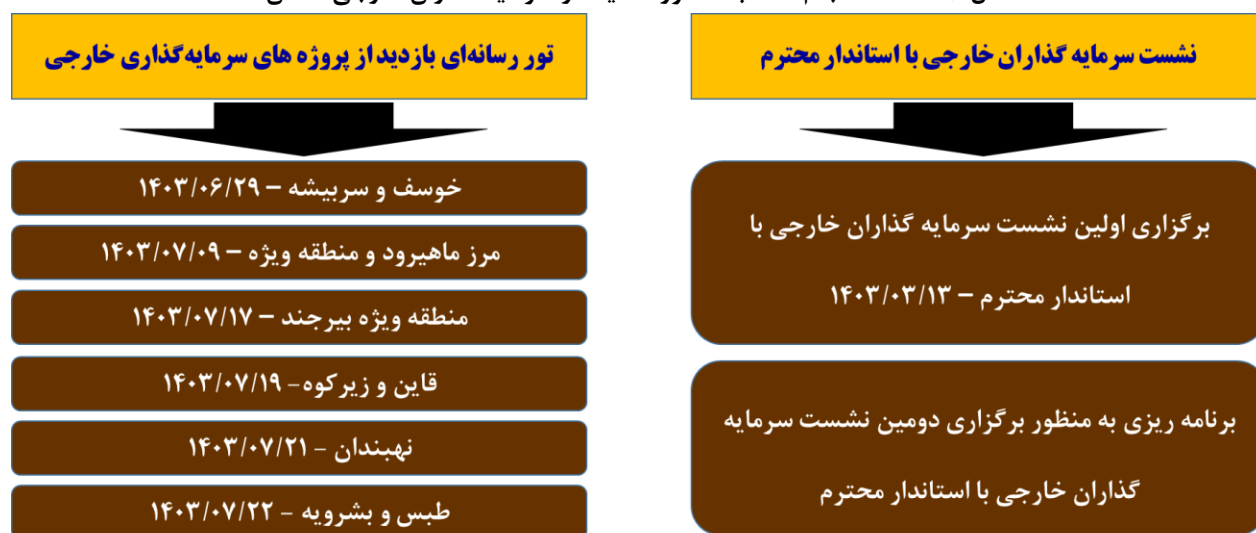 نشست سرمایه گذاران خارجی با استاندار محترم
برگزاری اولین نشست سرمایه گذاران خارجی با
استاندار محترم – ۱۴۰۳/۰۳/۱۳
برنامه ریزی به منظور برگزاری دومین نشست سرمایه
گذاران خارجی با استاندار محترم
تور رسانه‌ای بازدید از پروژه های سرمایه‌گذاری خارجی
خوسف و سربیشه – ۱۴۰۳/۰۶/۲۹
مرز ماهیرود و منطقه ویژه – ۱۴۰۳/۰۷/۰۹
منطقه ویژه بیرجند – ۱۴۰۳/۰۷/۱۷
قاین و زیرکوه- ۱۴۰۳/۰۷/۱۹
نهبندان - ۱۴۰۳/۰۷/۲۱
طبس و بشرویه - ۱۴۰۳/۰۷/۲۲